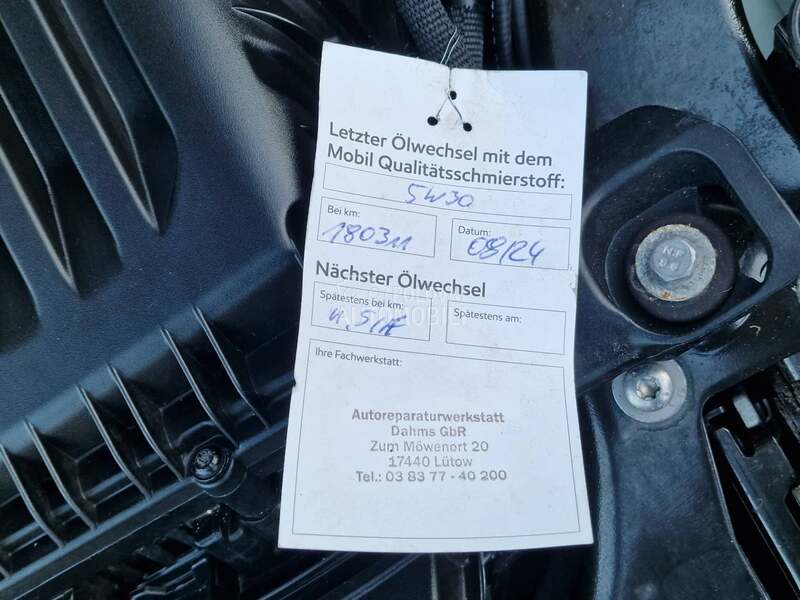 Letzter Ölwechsel mit dem
Mobil Qualitätsschmierstoff:
5W30
Bei km:
180311
Datum:
08/24
Nächster Ölwechsel
Spätestens bei km:
Spätestens am:
Ihre Fachwerkstatt:
Autoreparaturwerkstatt
Dahms GbR
Zum Möwenort 20
17440 Lütow
Tel.: 03 83 77 - 40 200